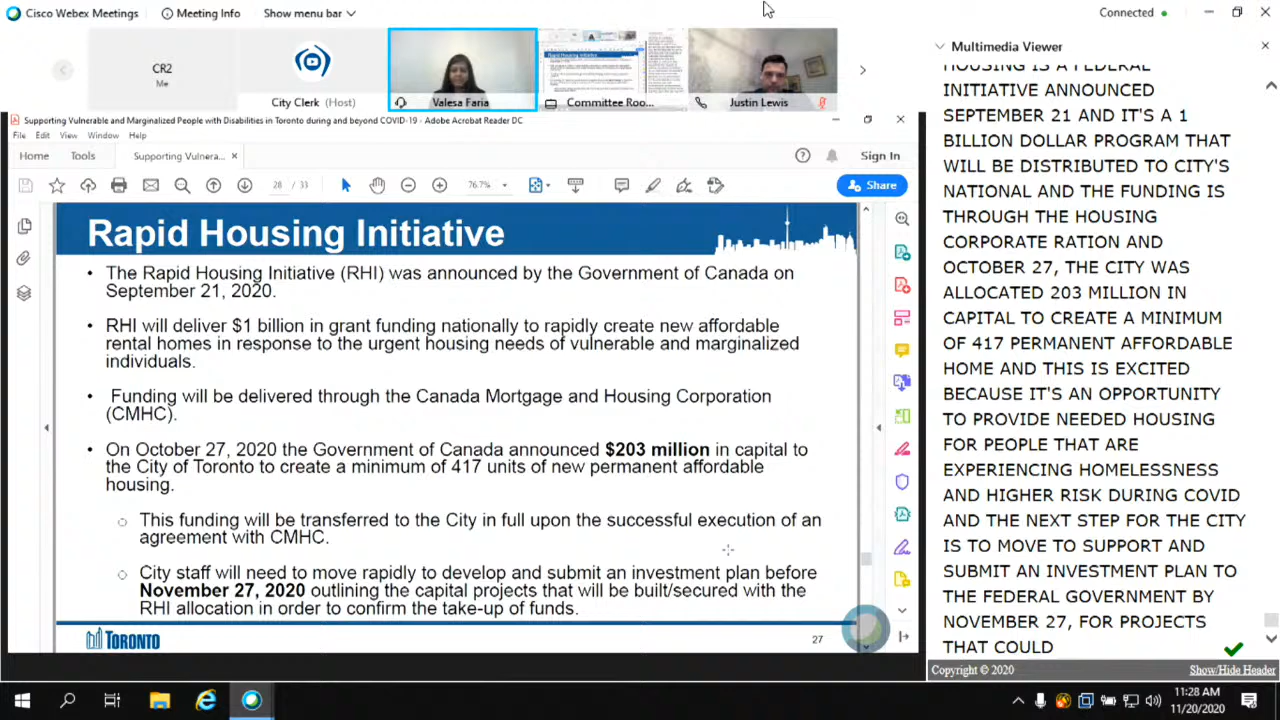 Cisco Webex Meetings
Meeting Info
Show menu bar
Connected
CR2
Me
City Clerk (Host)
Valesa Faria
Committee Roo...
Justin Lewis
Supporting Vulnerable and Marginalized People with Disabilities in Toronto during and beyond COVID-19 - Adobe Acrobat Reader DC
File Edit View Window Help
Home Tools Supporting Vulnera... × Sign In
28 / 33 76.7% Share
Rapid Housing Initiative
• The Rapid Housing Initiative (RHI) was announced by the Government of Canada on
September 21, 2020.
• RHI will deliver $1 billion in grant funding nationally to rapidly create new affordable
rental homes in response to the urgent housing needs of vulnerable and marginalized
individuals.
• Funding will be delivered through the Canada Mortgage and Housing Corporation
(CMHC).
• On October 27, 2020 the Government of Canada announced $203 million in capital to
the City of Toronto to create a minimum of 417 units of new permanent affordable
housing.
○ This funding will be transferred to the City in full upon the successful execution of an
agreement with CMHC.
○ City staff will need to move rapidly to develop and submit an investment plan before
November 27, 2020 outlining the capital projects that will be built/secured with the
RHI allocation in order to confirm the take-up of funds.
TORONTO
27
Multimedia Viewer
HOUSING IS A FEDERAL
INITIATIVE ANNOUNCED
SEPTEMBER 21 AND IT'S A 1
BILLION DOLLAR PROGRAM THAT
WILL BE DISTRIBUTED TO CITY'S
NATIONAL AND THE FUNDING IS
THROUGH THE HOUSING
CORPORATE RATION AND
OCTOBER 27, THE CITY WAS
ALLOCATED 203 MILLION IN
CAPITAL TO CREATE A MINIMUM
OF 417 PERMANENT AFFORDABLE
HOME AND THIS IS EXCITED
BECAUSE IT'S AN OPPORTUNITY
TO PROVIDE NEEDED HOUSING
FOR PEOPLE THAT ARE
EXPERIENCING HOMELESSNESS
AND HIGHER RISK DURING COVID
AND THE NEXT STEP FOR THE CITY
IS TO MOVE TO SUPPORT AND
SUBMIT AN INVESTMENT PLAN TO
THE FEDERAL GOVERNMENT BY
NOVEMBER 27, FOR PROJECTS
THAT COULD
Copyright © 2020 Show/Hide Header
11:28 AM
11/20/2020